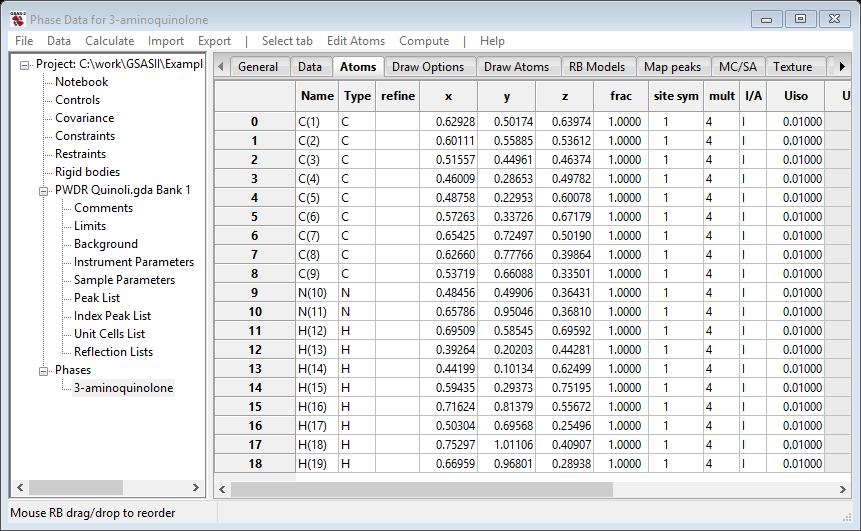 Phase Data for 3-aminoquinolone
File Data Calculate Import Export | Select tab Edit Atoms Compute | Help
Project: C:\work\GSASII\Exampl
Notebook
Controls
Covariance
Constraints
Restraints
Rigid bodies
PWDR Quinoli.gda Bank 1
Comments
Limits
Background
Instrument Parameters
Sample Parameters
Peak List
Index Peak List
Unit Cells List
Reflection Lists
Phases
3-aminoquinolone
General Data Atoms Draw Options Draw Atoms RB Models Map peaks MC/SA Texture
Name Type refine x y z frac site sym mult I/A Uiso U
0 C(1) C 0.62928 0.50174 0.63974 1.0000 1 4 I 0.01000
1 C(2) C 0.60111 0.55885 0.53612 1.0000 1 4 I 0.01000
2 C(3) C 0.51557 0.44961 0.46374 1.0000 1 4 I 0.01000
3 C(4) C 0.46009 0.28653 0.49782 1.0000 1 4 I 0.01000
4 C(5) C 0.48758 0.22953 0.60078 1.0000 1 4 I 0.01000
5 C(6) C 0.57263 0.33726 0.67179 1.0000 1 4 I 0.01000
6 C(7) C 0.65425 0.72497 0.50190 1.0000 1 4 I 0.01000
7 C(8) C 0.62660 0.77766 0.39864 1.0000 1 4 I 0.01000
8 C(9) C 0.53719 0.66088 0.33501 1.0000 1 4 I 0.01000
9 N(10) N 0.48456 0.49906 0.36431 1.0000 1 4 I 0.01000
10 N(11) N 0.65786 0.95046 0.36810 1.0000 1 4 I 0.01000
11 H(12) H 0.69509 0.58545 0.69592 1.0000 1 4 I 0.01000
12 H(13) H 0.39264 0.20203 0.44281 1.0000 1 4 I 0.01000
13 H(14) H 0.44199 0.10134 0.62499 1.0000 1 4 I 0.01000
14 H(15) H 0.59435 0.29373 0.75195 1.0000 1 4 I 0.01000
15 H(16) H 0.71624 0.81379 0.55672 1.0000 1 4 I 0.01000
16 H(17) H 0.50304 0.69568 0.25496 1.0000 1 4 I 0.01000
17 H(18) H 0.75297 1.01106 0.40907 1.0000 1 4 I 0.01000
18 H(19) H 0.66959 0.96801 0.28938 1.0000 1 4 I 0.01000
Mouse RB drag/drop to reorder